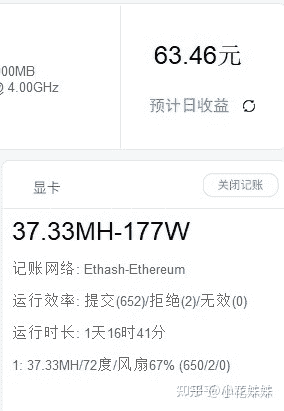 63.46元
00MB
@ 4.00GHz
预计日收益
显卡
关闭记账
37.33MH-177W
记账网络: Ethash-Ethereum
运行效率: 提交(652)/拒绝(2)/无效(0)
运行时长: 1天16时41分
1: 37.33MH/72度/风扇67% (650/2/0)
知乎 @小花妹妹